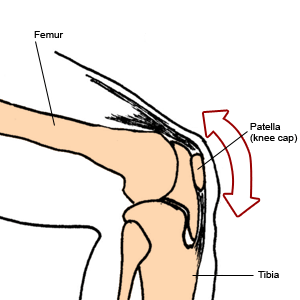 Femur
Patella
(knee cap)
Tibia